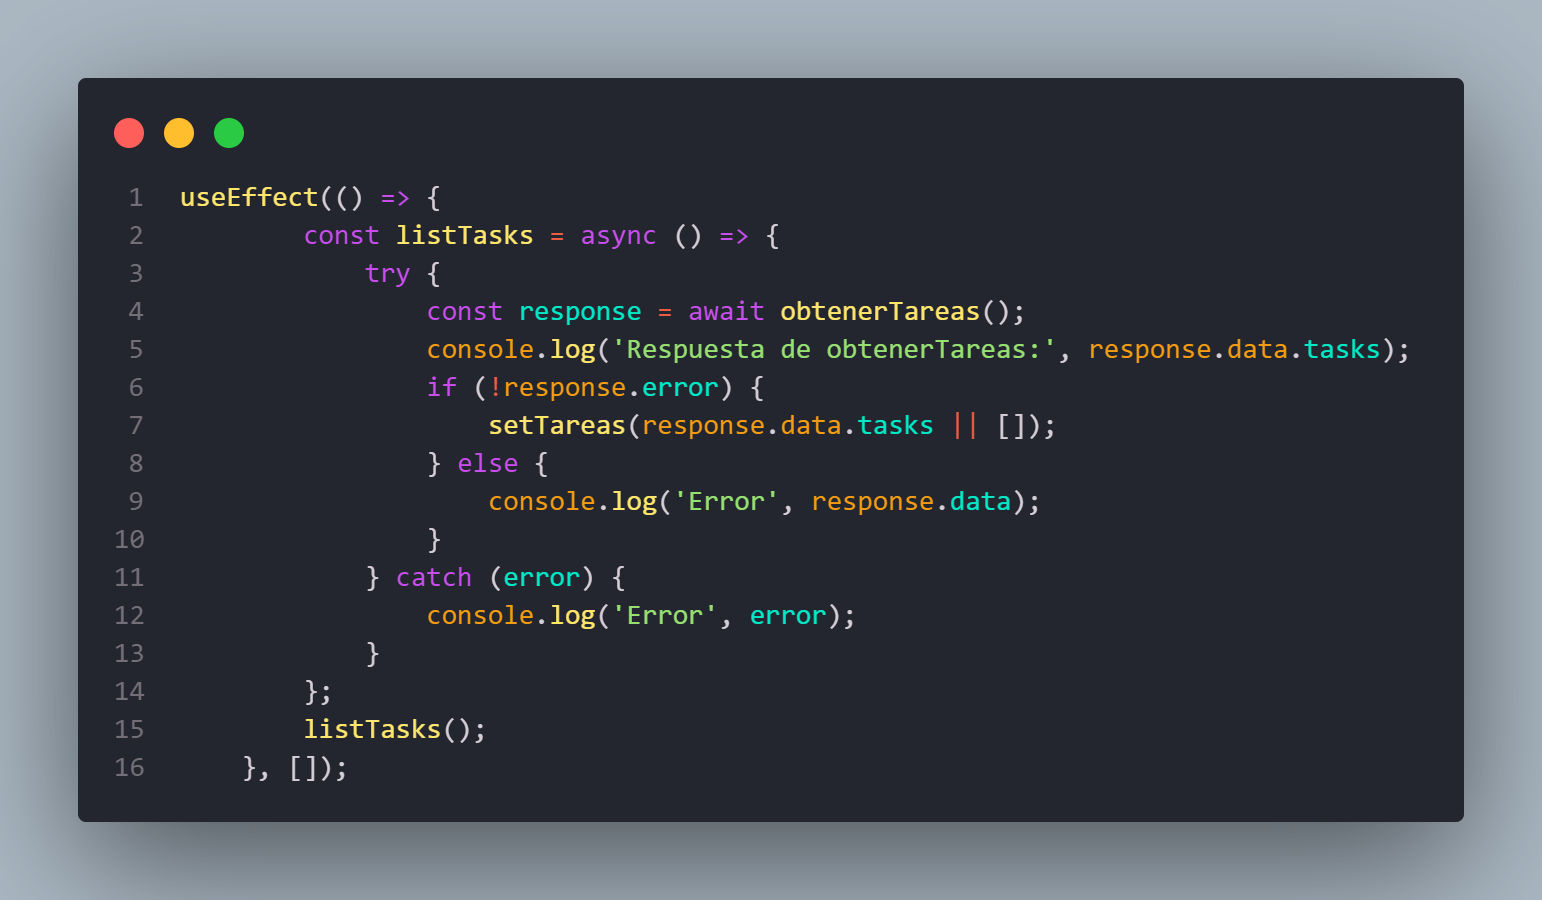 1 useEffect(() => {
2         const listTasks = async () => {
3             try {
4                 const response = await obtenerTareas();
5                 console.log('Respuesta de obtenerTareas:', response.data.tasks);
6                 if (!response.error) {
7                     setTareas(response.data.tasks || []);
8                 } else {
9                     console.log('Error', response.data);
10                 }
11             } catch (error) {
12                 console.log('Error', error);
13             }
14         };
15         listTasks();
16     }, []);